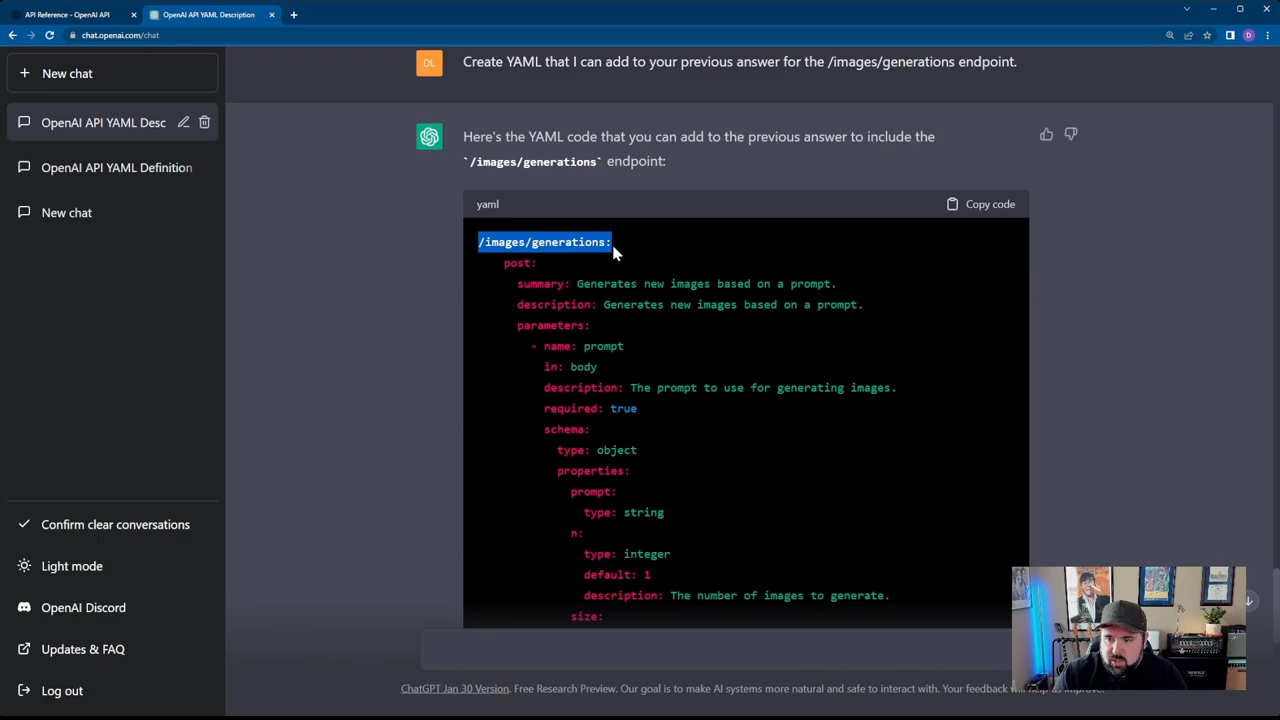 API Reference - OpenAI API
OpenAI API YAML Description
chat.openai.com/chat
D
New chat
OpenAI API YAML Desc
OpenAI API YAML Definition
New chat
Confirm clear conversations
Light mode
OpenAI Discord
Updates & FAQ
Log out
DL
Create YAML that I can add to your previous answer for the /images/generations endpoint.
Here's the YAML code that you can add to the previous answer to include the
`/images/generations` endpoint:
yaml
Copy code
/images/generations:
post:
summary: Generates new images based on a prompt.
description: Generates new images based on a prompt.
parameters:
- name: prompt
in: body
description: The prompt to use for generating images.
required: true
schema:
type: object
properties:
prompt:
type: string
n:
type: integer
default: 1
description: The number of images to generate.
size:
ChatGPT Jan 30 Version. Free Research Preview. Our goal is to make AI systems more natural and safe to interact with. Your feedback will help us improve.